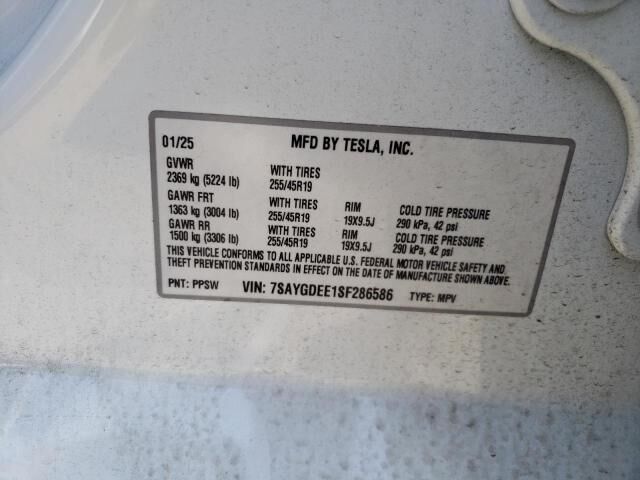 01/25 MFD BY TESLA, INC.
GVWR WITH TIRES
2369 kg (5224 lb) 255/45R19
GAWR FRT WITH TIRES RIM COLD TIRE PRESSURE
1363 kg (3004 lb) 255/45R19 19X9.5J 290 kPa, 42 psi
GAWR RR WITH TIRES RIM COLD TIRE PRESSURE
1500 kg (3306 lb) 255/45R19 19X9.5J 290 kPa, 42 psi
THIS VEHICLE CONFORMS TO ALL APPLICABLE U.S. FEDERAL MOTOR VEHICLE SAFETY AND
THEFT PREVENTION STANDARDS IN EFFECT ON THE DATE OF MANUFACTURE SHOWN ABOVE.
PNT: PPSW VIN: 7SAYGDEE1SF286586 TYPE: MPV